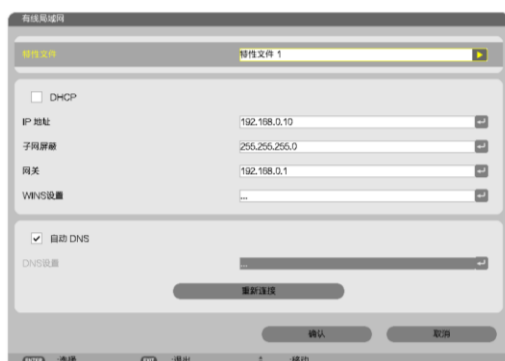 有线局域网
特性文件 特性文件 1
DHCP
IP 地址 192.168.0.10
子网屏蔽 255.255.255.0
网关 192.168.0.1
WINS设置 ...
自动 DNS
DNS设置 ...
重新连接
确认 取消
ENTER :选择 EXIT :退出 :移动